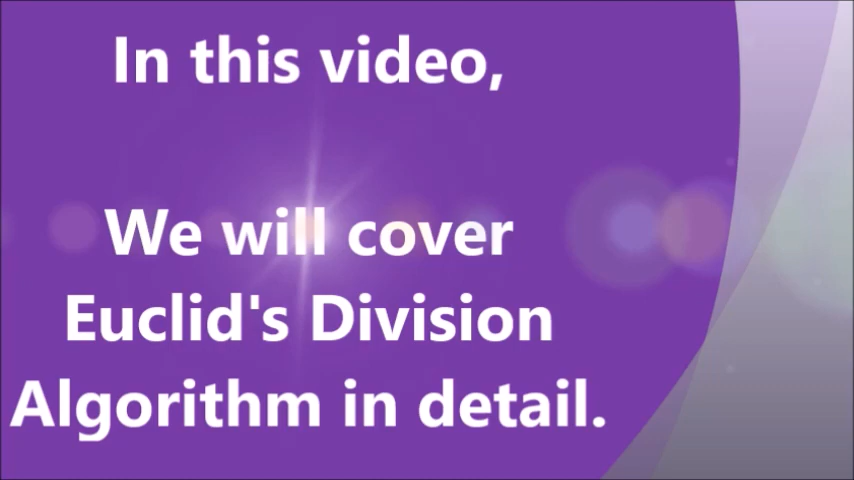 In this video,
We will cover
Euclid's Division
Algorithm in detail.